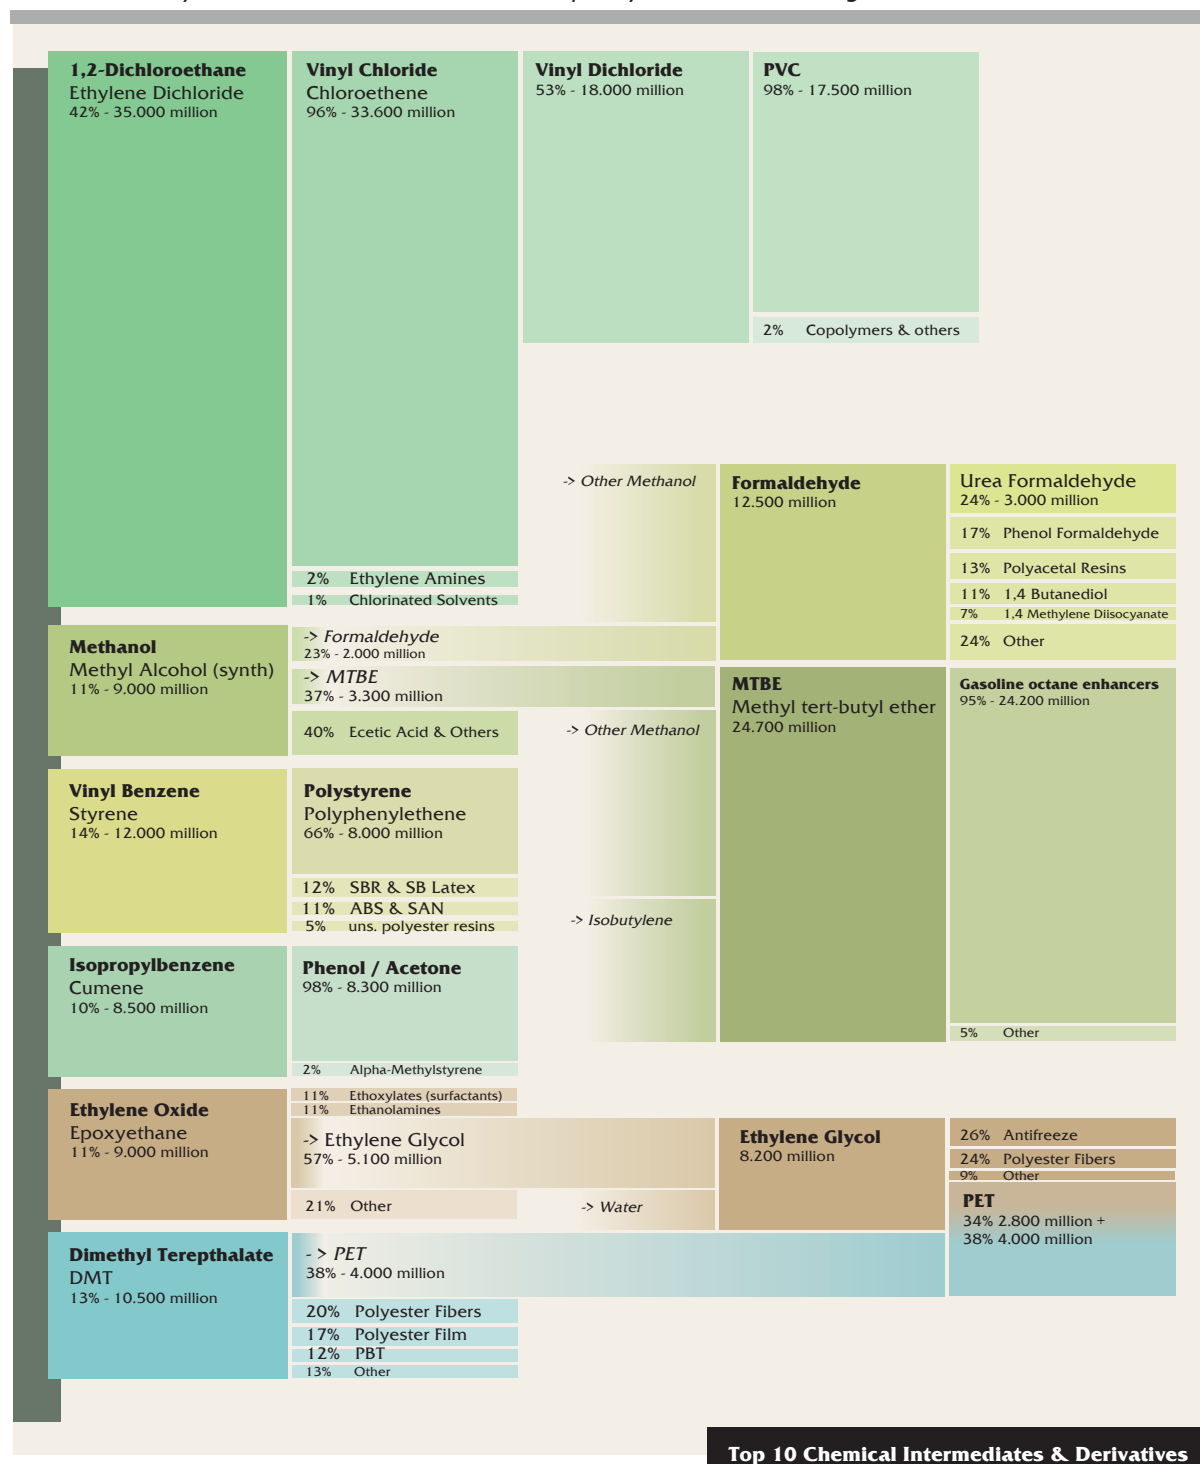 1,2-Dichloroethane
Ethylene Dichloride
42% - 35.000 million
Vinyl Chloride
Chloroethene
96% - 33.600 million
Vinyl Dichloride
53% - 18.000 million
PVC
98% - 17.500 million
2% Copolymers & others
2% Ethylene Amines
1% Chlorinated Solvents
-> Other Methanol
Formaldehyde
12.500 million
Urea Formaldehyde
24% - 3.000 million
17% Phenol Formaldehyde
13% Polyacetal Resins
11% 1,4 Butanediol
7% 1,4 Methylene Diisocyanate
24% Other
Methanol
Methyl Alcohol (synth)
11% - 9.000 million
-> Formaldehyde
23% - 2.000 million
-> MTBE
37% - 3.300 million
40% Ecetic Acid & Others
-> Other Methanol
-> Isobutylene
MTBE
Methyl tert-butyl ether
24.700 million
Gasoline octane enhancers
95% - 24.200 million
5% Other
Vinyl Benzene
Styrene
14% - 12.000 million
Polystyrene
Polyphenylethene
66% - 8.000 million
12% SBR & SB Latex
11% ABS & SAN
5% uns. polyester resins
Isopropylbenzene
Cumene
10% - 8.500 million
Phenol / Acetone
98% - 8.300 million
2% Alpha-Methylstyrene
Ethylene Oxide
Epoxyethane
11% - 9.000 million
11% Ethoxylates (surfactants)
11% Ethanolamines
-> Ethylene Glycol
57% - 5.100 million
21% Other
-> Water
Ethylene Glycol
8.200 million
26% Antifreeze
24% Polyester Fibers
9% Other
PET
34% 2.800 million +
38% 4.000 million
Dimethyl Terepthalate
DMT
13% - 10.500 million
- > PET
38% - 4.000 million
20% Polyester Fibers
17% Polyester Film
12% PBT
13% Other
Top 10 Chemical Intermediates & Derivatives